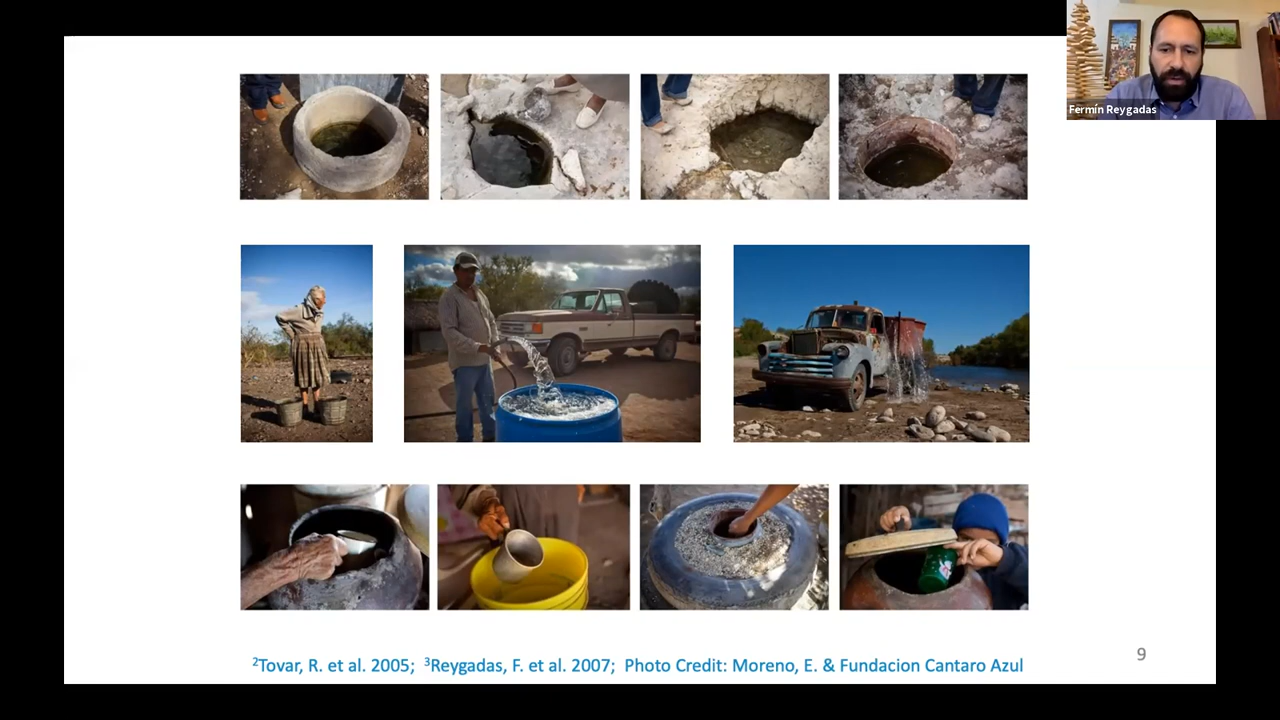 Fermín Reygadas
²Tovar, R. et al. 2005; ³Reygadas, F. et al. 2007; Photo Credit: Moreno, E. & Fundacion Cantaro Azul
9